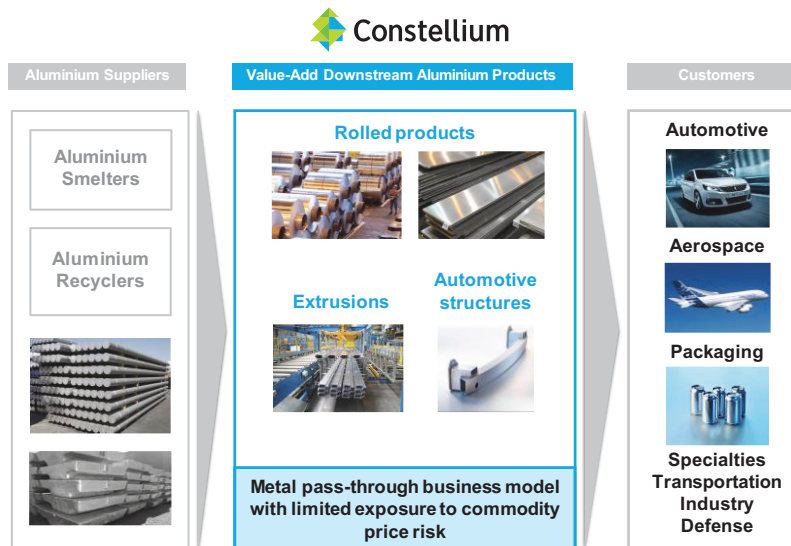 Constellium
Aluminium Suppliers
Value-Add Downstream Aluminium Products
Customers
Aluminium
Smelters
Aluminium
Recyclers
Rolled products
Extrusions
Automotive
structures
Metal pass-through business model
with limited exposure to commodity
price risk
Automotive
Aerospace
Packaging
Specialties
Transportation
Industry
Defense